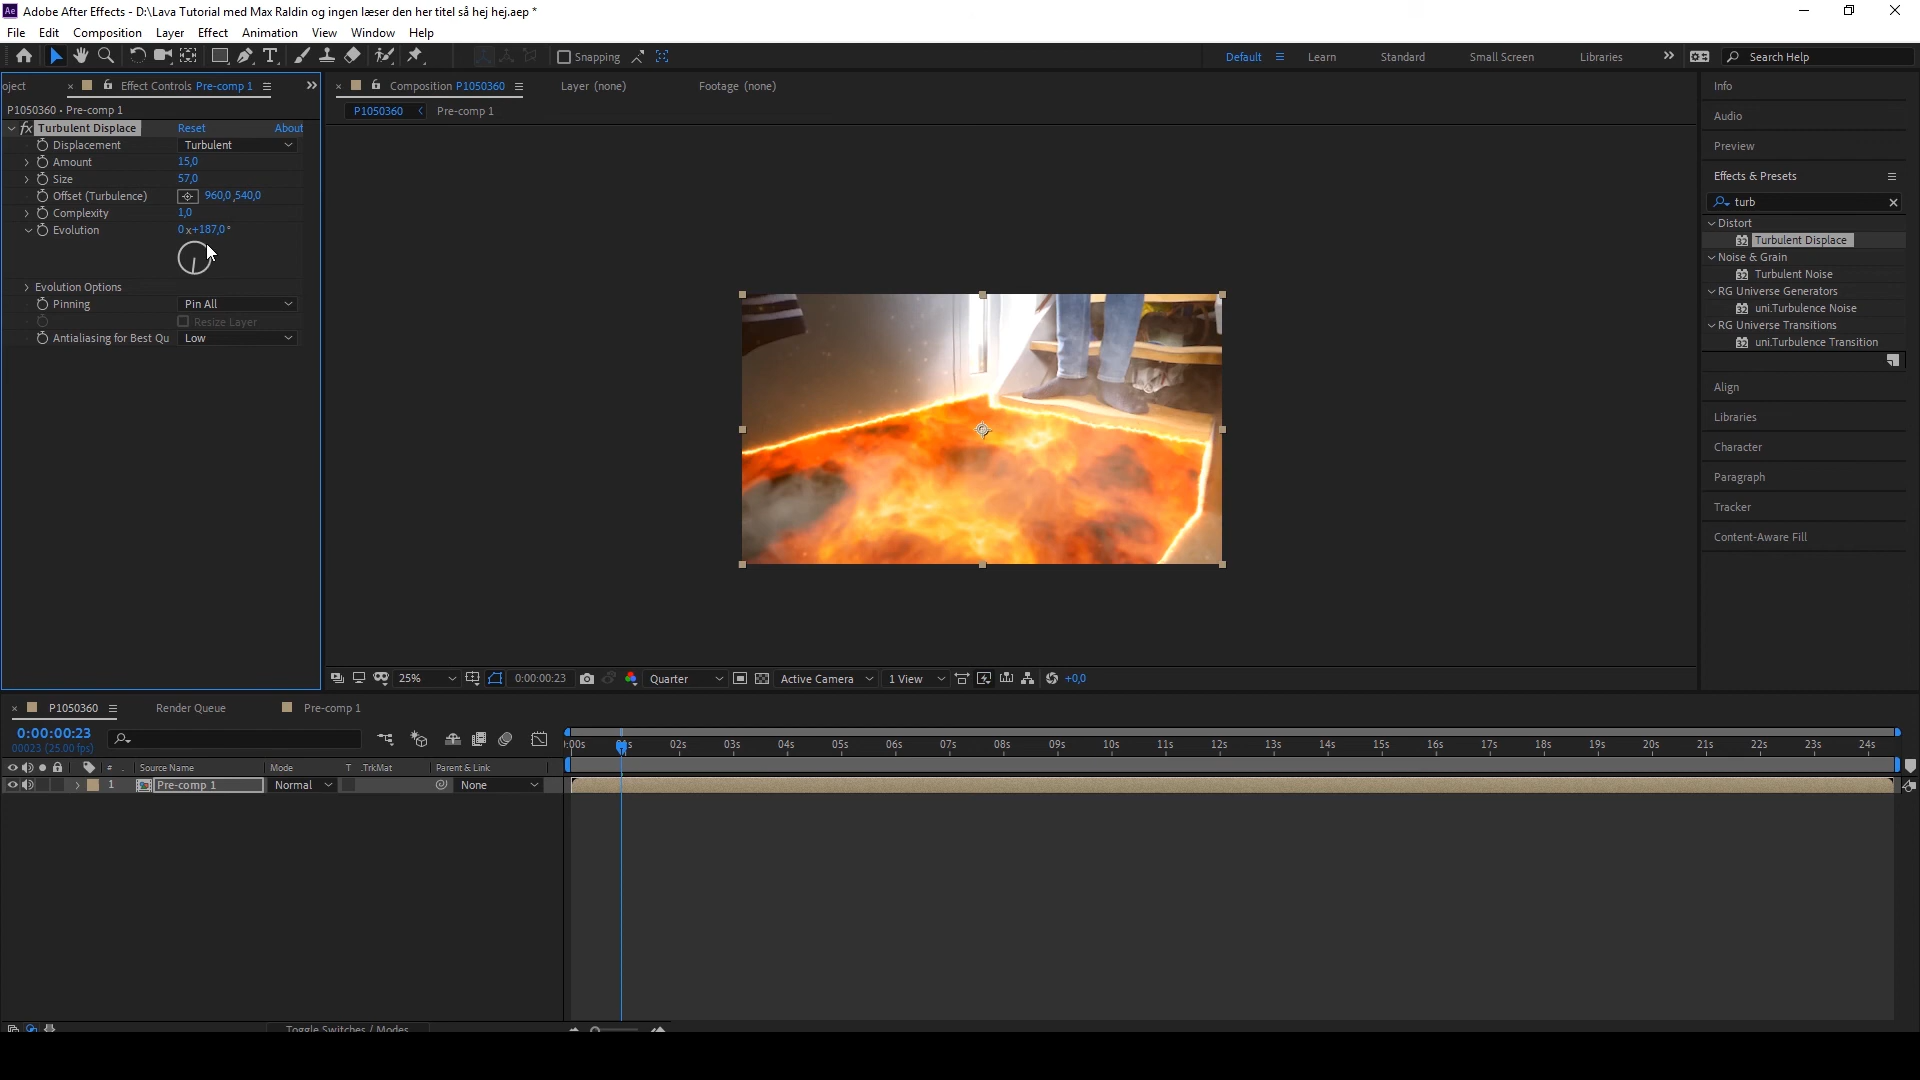 Ae Adobe After Effects - D:\Lava Tutorial med Max Raldin og ingen læser den her titel så hej hej.aep *
File Edit Composition Layer Effect Animation View Window Help
Snapping Default Learn Standard Small Screen Libraries Search Help
oject Effect Controls Pre-comp 1
P1050360 • Pre-comp 1
fx Turbulent Displace Reset About
Displacement Turbulent
Amount 15,0
Size 57,0
Offset (Turbulence) 960,0,540,0
Complexity 1,0
Evolution 0x+187,0°
Evolution Options
Pinning Pin All
Resize Layer
Antialiasing for Best Qu Low
Composition P1050360 Layer (none) Footage (none)
P1050360 Pre-comp 1
25% 0:00:00:23 Quarter Active Camera 1 View +0,0
Info
Audio
Preview
Effects & Presets
turb
Distort
32 Turbulent Displace
Noise & Grain
32 Turbulent Noise
RG Universe Generators
32 uni.Turbulence Noise
RG Universe Transitions
32 uni.Turbulence Transition
Align
Libraries
Character
Paragraph
Tracker
Content-Aware Fill
P1050360 Render Queue Pre-comp 1
0:00:00:23
00023 (25.00 fps)
:00s 02s 03s 04s 05s 06s 07s 08s 09s 10s 11s 12s 13s 14s 15s 16s 17s 18s 19s 20s 21s 22s 23s 24s
# Source Name Mode T .TrkMat Parent & Link
1 Pre-comp 1 Normal None
Toggle Switches / Modes